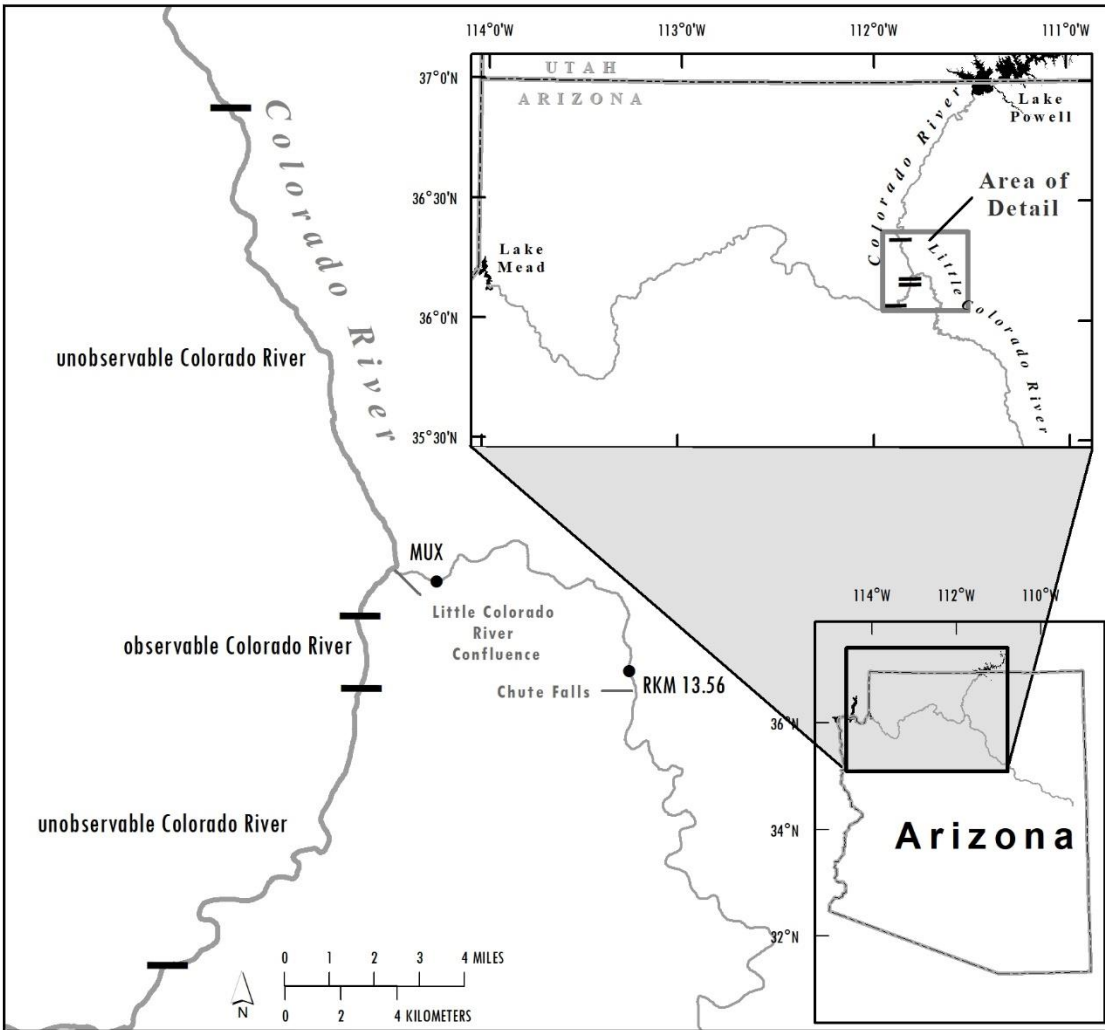 114°0'W
113°0'W
112°0'W
111°0'W
37°0'N
UTAH
ARIZONA
Lake
Powell
Colorado River
36°30'N
Area of
Detail
Lake
Mead
Little Colorado River
36°0'N
35°30'N
Colorado River
unobservable Colorado River
MUX
Little Colorado
River
Confluence
observable Colorado River
Chute Falls
RKM 13.56
unobservable Colorado River
114°W
112°W
110°W
36°N
34°N
32°N
Arizona
0 1 2 3 4 MILES
0 2 4 KILOMETERS
N